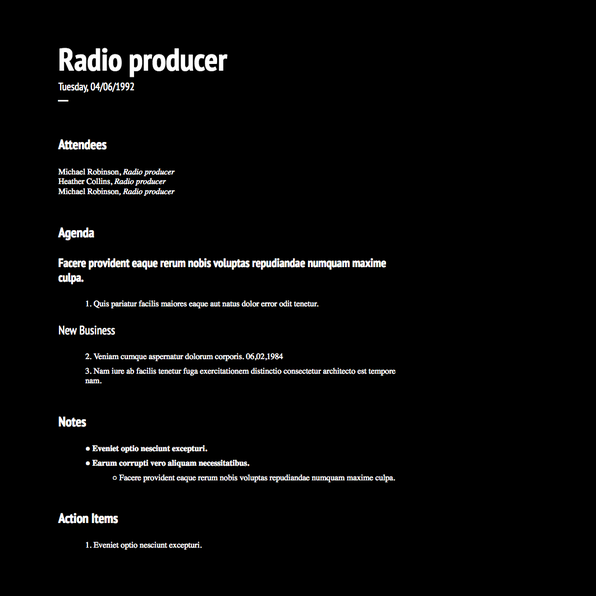 Radio producer
Tuesday, 04/06/1992
Attendees
Michael Robinson, Radio producer
Heather Collins, Radio producer
Michael Robinson, Radio producer
Agenda
Facere provident eaque rerum nobis voluptas repudiandae numquam maxime
culpa.
1. Quis pariatur facilis maiores eaque aut natus dolor error odit tenetur.
New Business
2. Veniam cumque aspernatur dolorum corporis. 06,02,1984
3. Nam iure ab facilis tenetur fuga exercitationem distinctio consectetur architecto est tempore
nam.
Notes
● Eveniet optio nesciunt excepturi.
● Earum corrupti vero aliquam necessitatibus.
○ Facere provident eaque rerum nobis voluptas repudiandae numquam maxime culpa.
Action Items
1. Eveniet optio nesciunt excepturi.